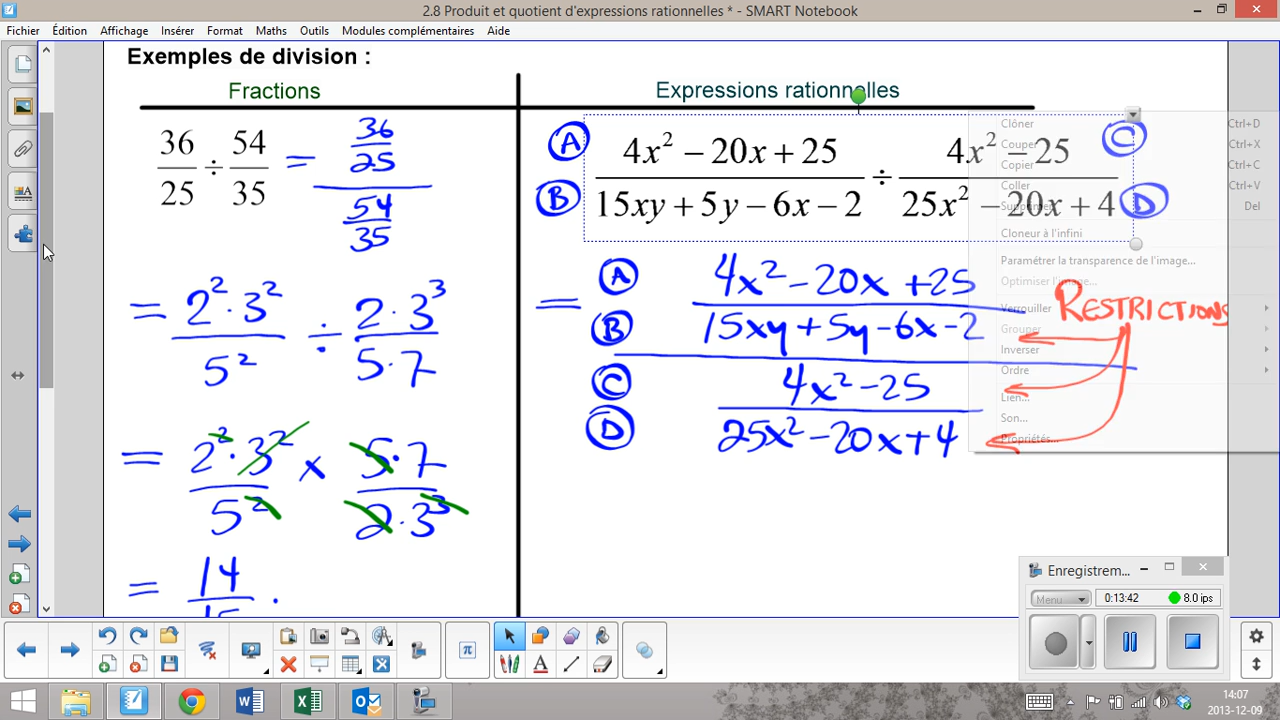 2.8 Produit et quotient d'expressions rationnelles * - SMART Notebook
Fichier Édition Affichage Insérer Format Maths Outils Modules complémentaires Aide
Exemples de division :
Fractions
36/25 ÷ 54/35 = (36/25)/(54/35)
= 2² · 3²/5² ÷ 2 · 3³/5 · 7
= 2² · 3²/5² x 5 · 7/2 · 3³
= 14/15 .
Expressions rationnelles
A 4x² − 20x + 25 ÷ 4x² − 25 C
B 15xy + 5y − 6x − 2 25x² − 20x + 4 D
= A 4x² − 20x + 25
B 15xy + 5y − 6x − 2
C 4x² − 25
D 25x² − 20x + 4
RESTRICTIONS
Clôner Ctrl+D
Couper Ctrl+X
Copier Ctrl+C
Coller Ctrl+V
Supprimer Del
Cloneur à l'infini
Paramétrer la transparence de l'image...
Optimiser l'image...
Verrouiller
Grouper
Inverser
Ordre
Lien...
Son...
Propriétés...
Enregistrem...
Menu 0:13:42 8.0 ips
14:07
2013-12-09